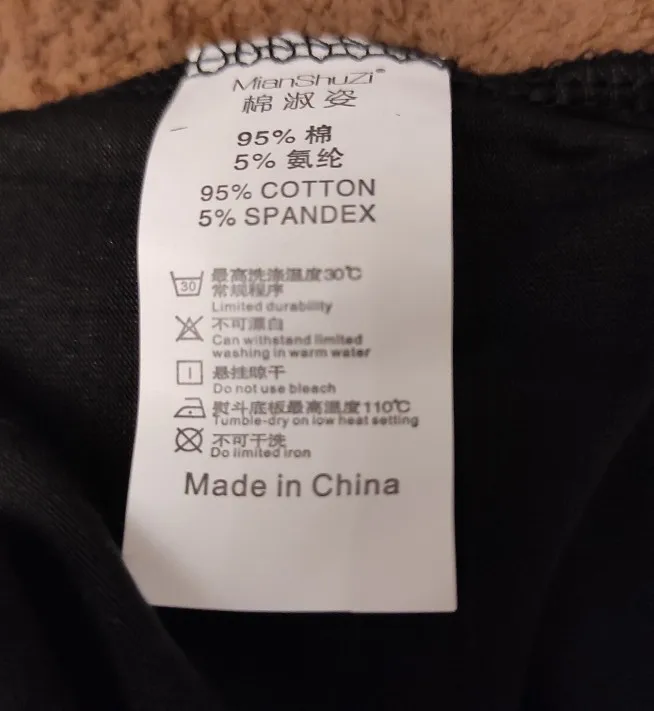 MianShuZi®
棉淑姿
95% 棉
5% 氨纶
95% COTTON
5% SPANDEX
30
最高洗涤温度30℃
常规程序
Limited durability
不可漂白
Can withstand limited
washing in warm water
悬挂晾干
Do not use bleach
熨斗底板最高温度110℃
Tumble-dry on low heat setting
不可干洗
Do limited iron
Made in China